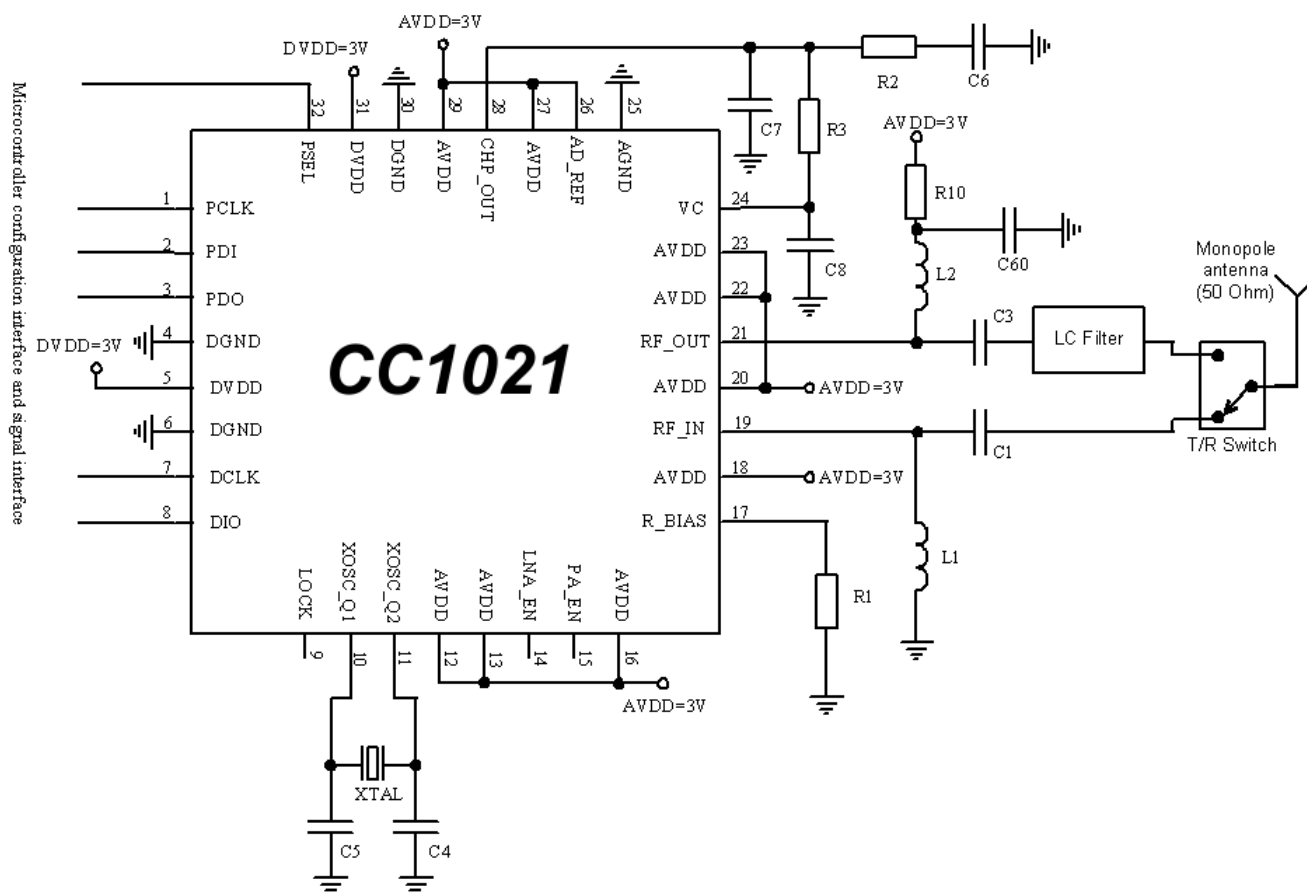 AVDD=3V
DVDD=3V
Microcontroller configuration interface and signal interface
32
31
30
29
28
27
26
25
PSEL
DVDD
DGND
AVDD
CHP_OUT
AVDD
AD_REF
AGND
C7
R3
R2
C6
AVDD=3V
R10
C60
L2
C8
1
PCLK
2
PDI
3
PDO
4
DGND
DVDD=3V
5
DVDD
6
DGND
7
DCLK
8
DIO
CC1021
VC
24
AVDD
23
AVDD
22
RF_OUT
21
AVDD
20
AVDD=3V
RF_IN
19
AVDD
18
AVDD=3V
R_BIAS
17
C3
LC Filter
Monopole
antenna
(50 Ohm)
T/R Switch
C1
L1
R1
LOCK
XOSC_Q1
XOSC_Q2
AVDD
AVDD
LNA_EN
PA_EN
AVDD
9
10
11
12
13
14
15
16
AVDD=3V
XTAL
C5
C4